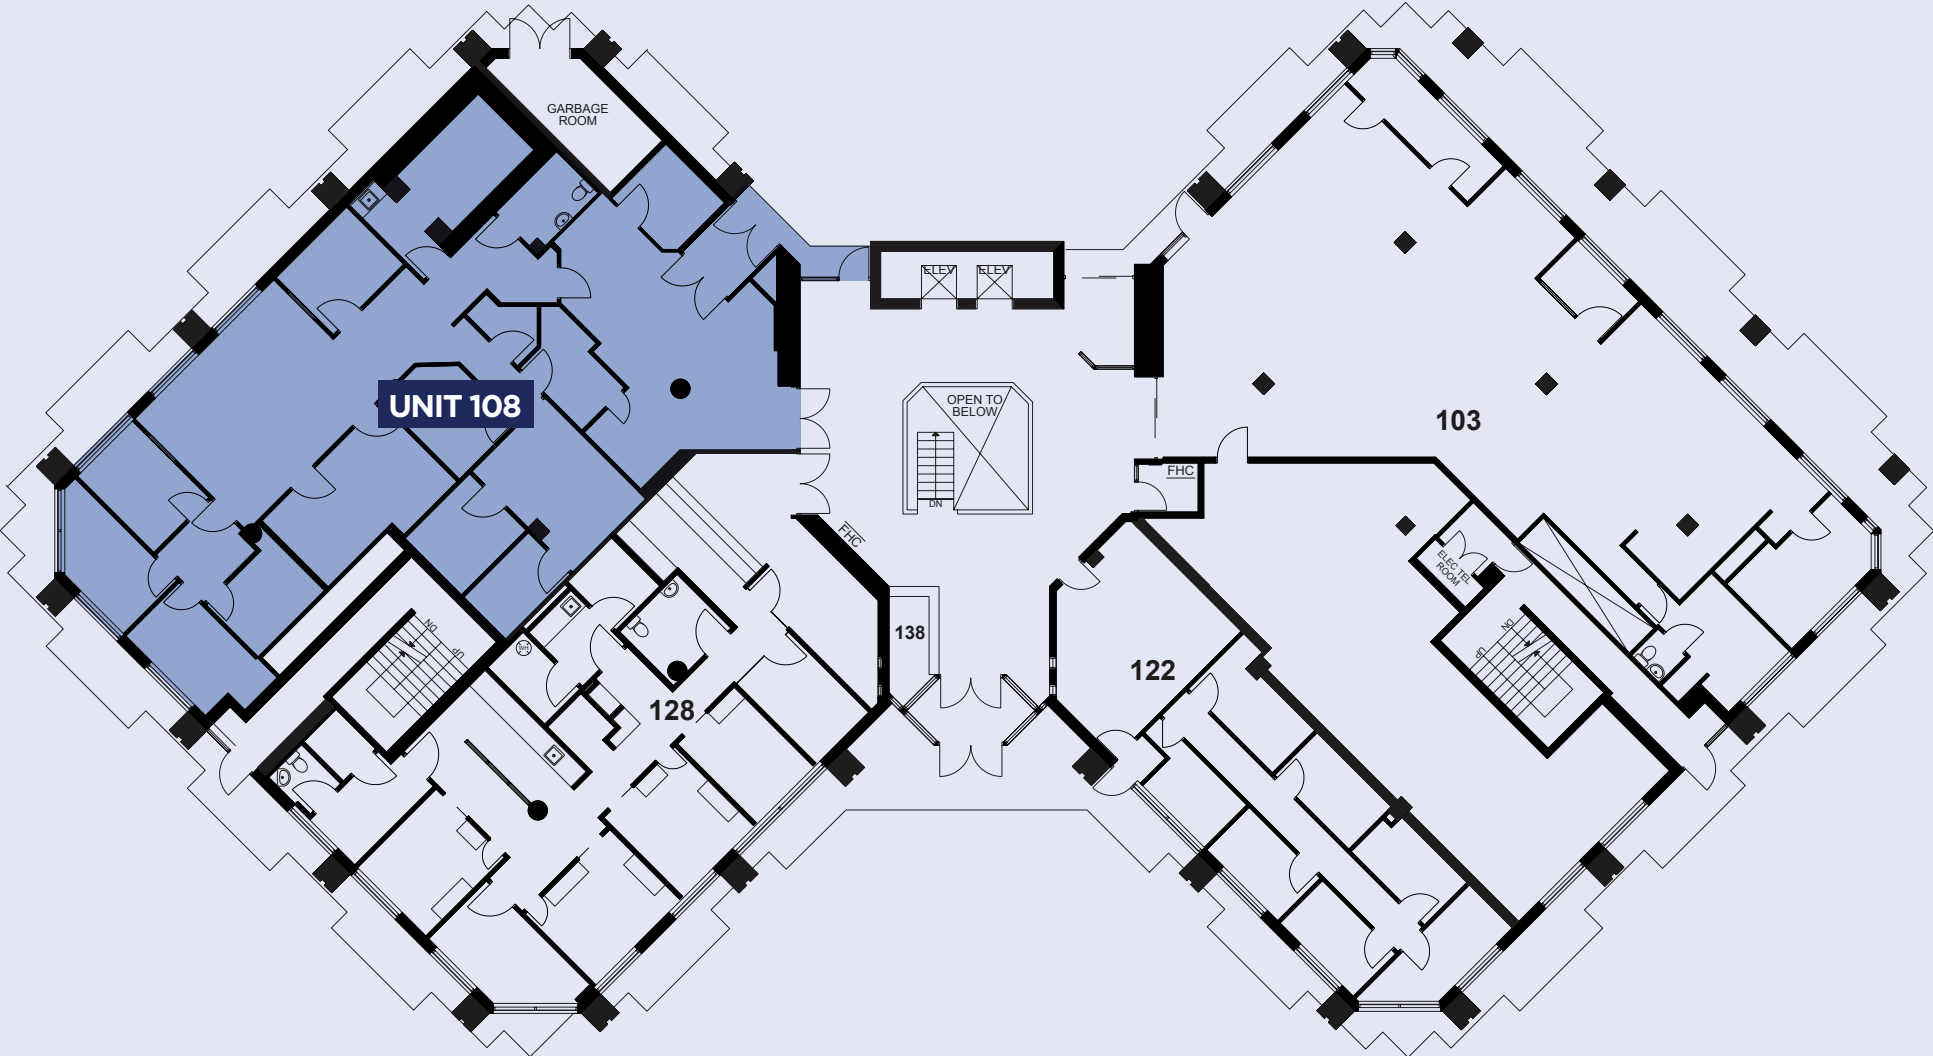 GARBAGE
ROOM
ELEV
ELEV
UNIT 108
OPEN TO
BELOW
DN
103
FHC
FHC
ELEC TEL
ROOM
DN
UP
WH
138
122
DN
UP
128